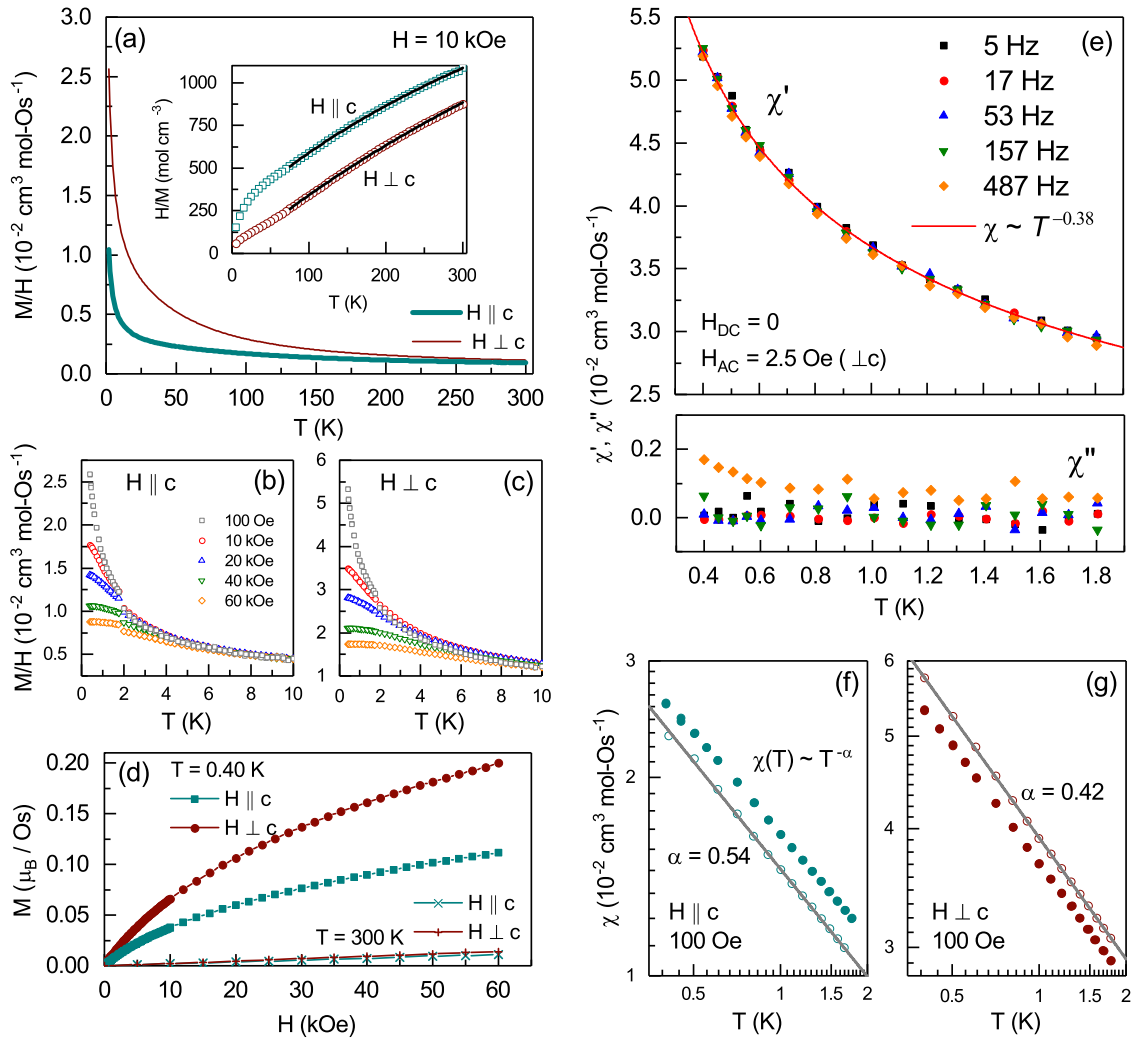 (a)
H = 10 kOe
M/H (10⁻² cm³ mol-Os⁻¹)
3.0
2.5
2.0
1.5
1.0
0.5
0.0
0 50 100 150 200 250 300
T (K)
H/M (mol cm⁻³)
1000
750
500
250
0
0 100 200 300
T (K)
H ∥ c
H ⊥ c
H ∥ c
H ⊥ c
(b)
H ∥ c
M/H (10⁻² cm³ mol-Os⁻¹)
3.0
2.5
2.0
1.5
1.0
0.5
0 2 4 6 8 10
T (K)
100 Oe
10 kOe
20 kOe
40 kOe
60 kOe
(c)
H ⊥ c
6
5
4
3
2
1
0 2 4 6 8 10
T (K)
(d)
T = 0.40 K
H ∥ c
H ⊥ c
H ∥ c
H ⊥ c
T = 300 K
M (μB / Os)
0.20
0.15
0.10
0.05
0.00
0 10 20 30 40 50 60
H (kOe)
(e)
5 Hz
17 Hz
53 Hz
157 Hz
487 Hz
χ ~ T⁻⁰·³⁸
χ'
HDC = 0
HAC = 2.5 Oe (⊥c)
5.5
5.0
4.5
4.0
3.5
3.0
2.5
χ', χ'' (10⁻² cm³ mol-Os⁻¹)
χ''
0.2
0.0
0.4 0.6 0.8 1.0 1.2 1.4 1.6 1.8
T (K)
(f)
χ(T) ~ T⁻ᵅ
α = 0.54
H ∥ c
100 Oe
χ (10⁻² cm³ mol-Os⁻¹)
3
2
1
0.5 1 1.5 2
T (K)
(g)
α = 0.42
H ⊥ c
100 Oe
6
5
4
3
0.5 1 1.5 2
T (K)